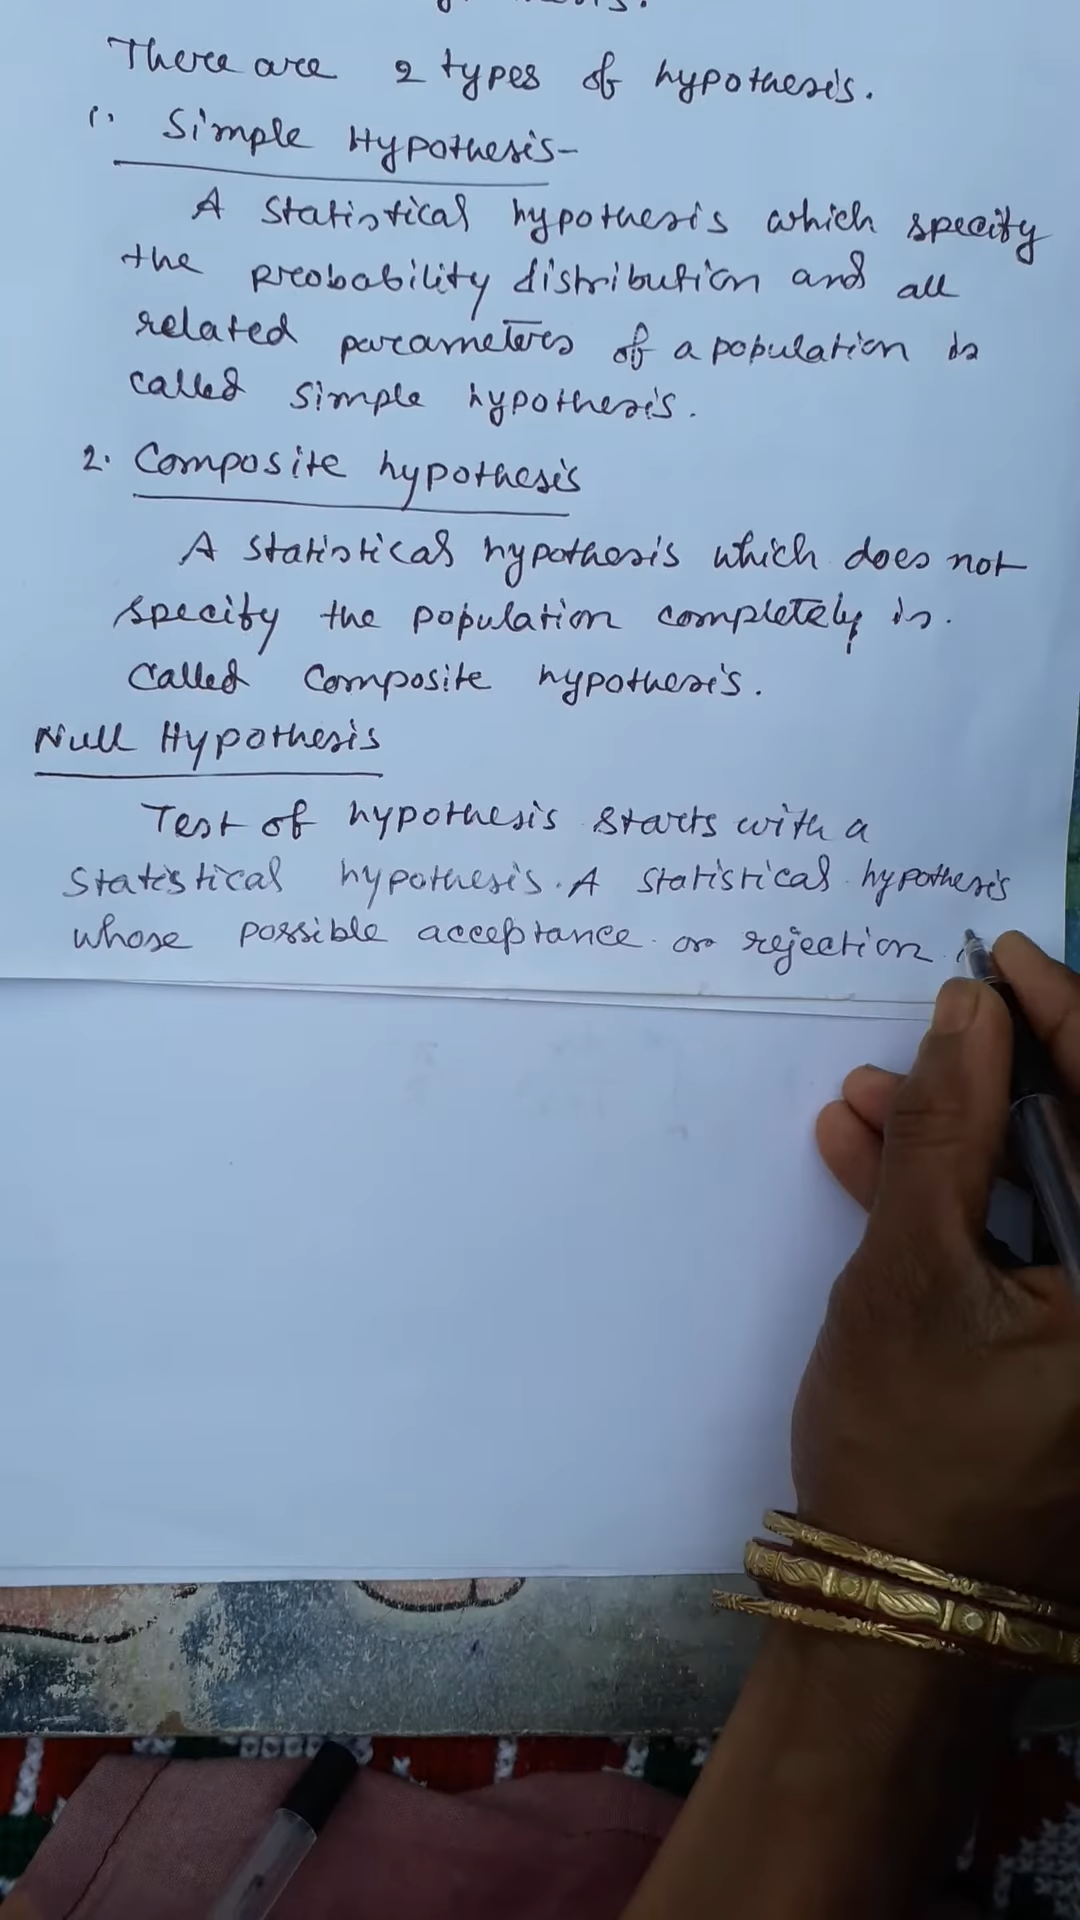 There are 2 types of hypothesis.
1. Simple Hypothesis-
A statistical hypothesis which specify
the probability distribution and all
related parameters of a population is
called simple hypothesis.
2. Composite hypothesis
A statistical hypothesis which does not
specify the population completely is.
called composite hypothesis.
Null Hypothesis
Test of hypothesis starts with a
statistical hypothesis. A statistical hypothesis
whose possible acceptance or rejection